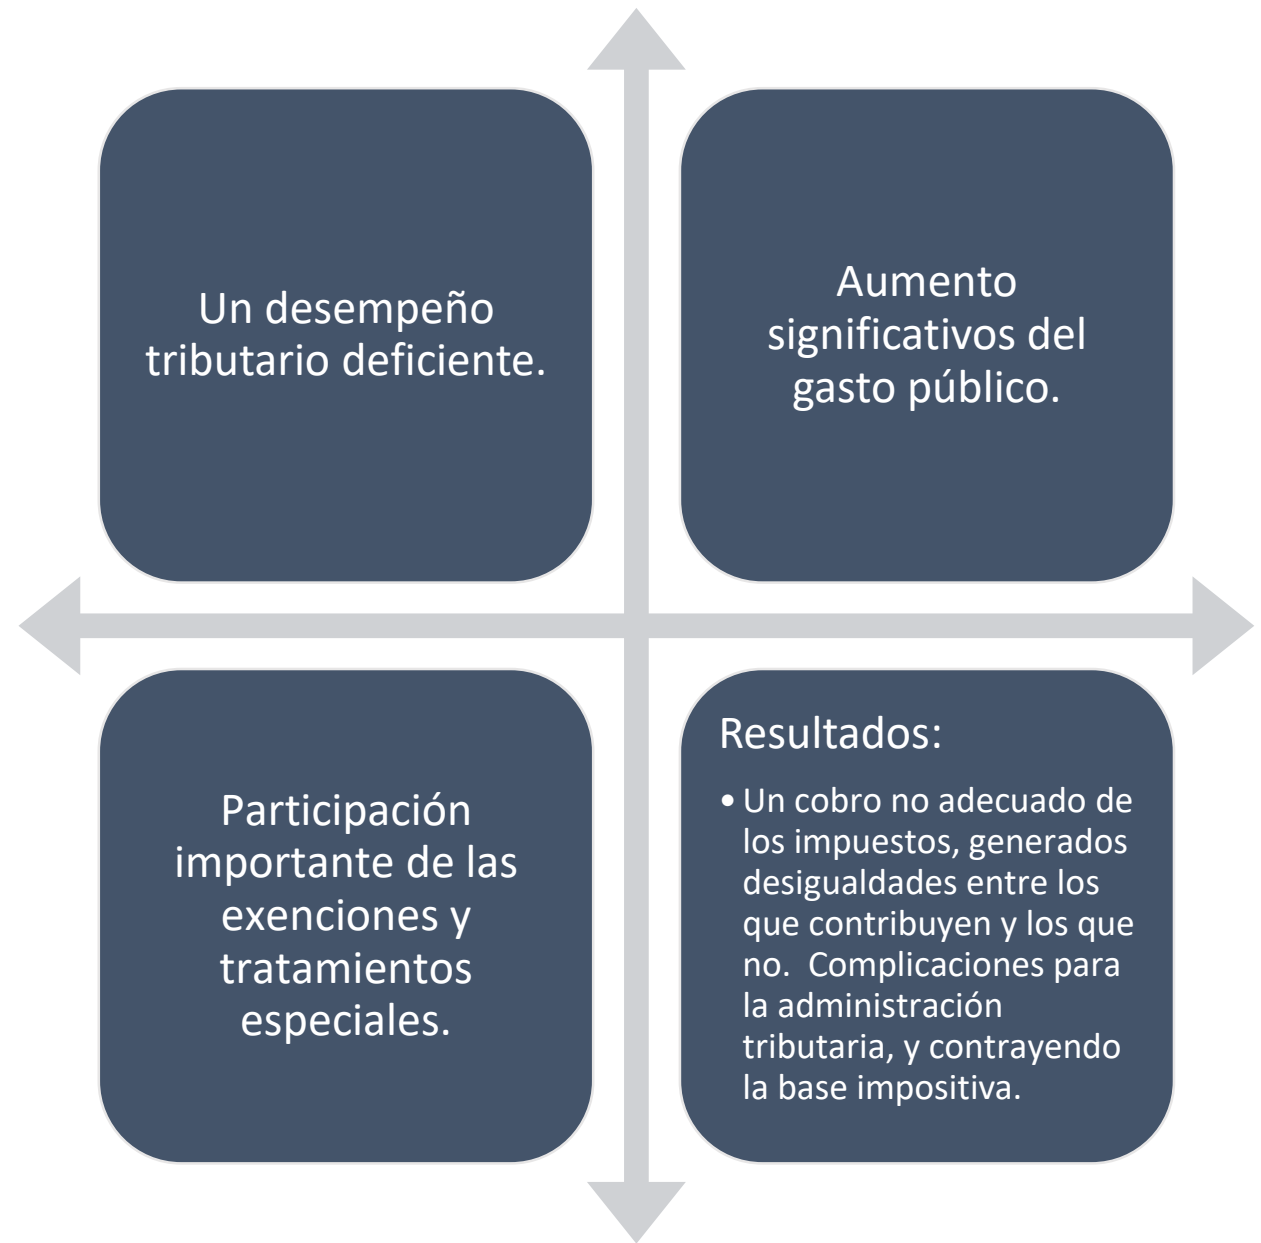 Un desempeño
tributario deficiente.
Aumento
significativos del
gasto público.
Participación
importante de las
exenciones y
tratamientos
especiales.
Resultados:
• Un cobro no adecuado de
los impuestos, generados
desigualdades entre los
que contribuyen y los que
no.  Complicaciones para
la administración
tributaria, y contrayendo
la base impositiva.